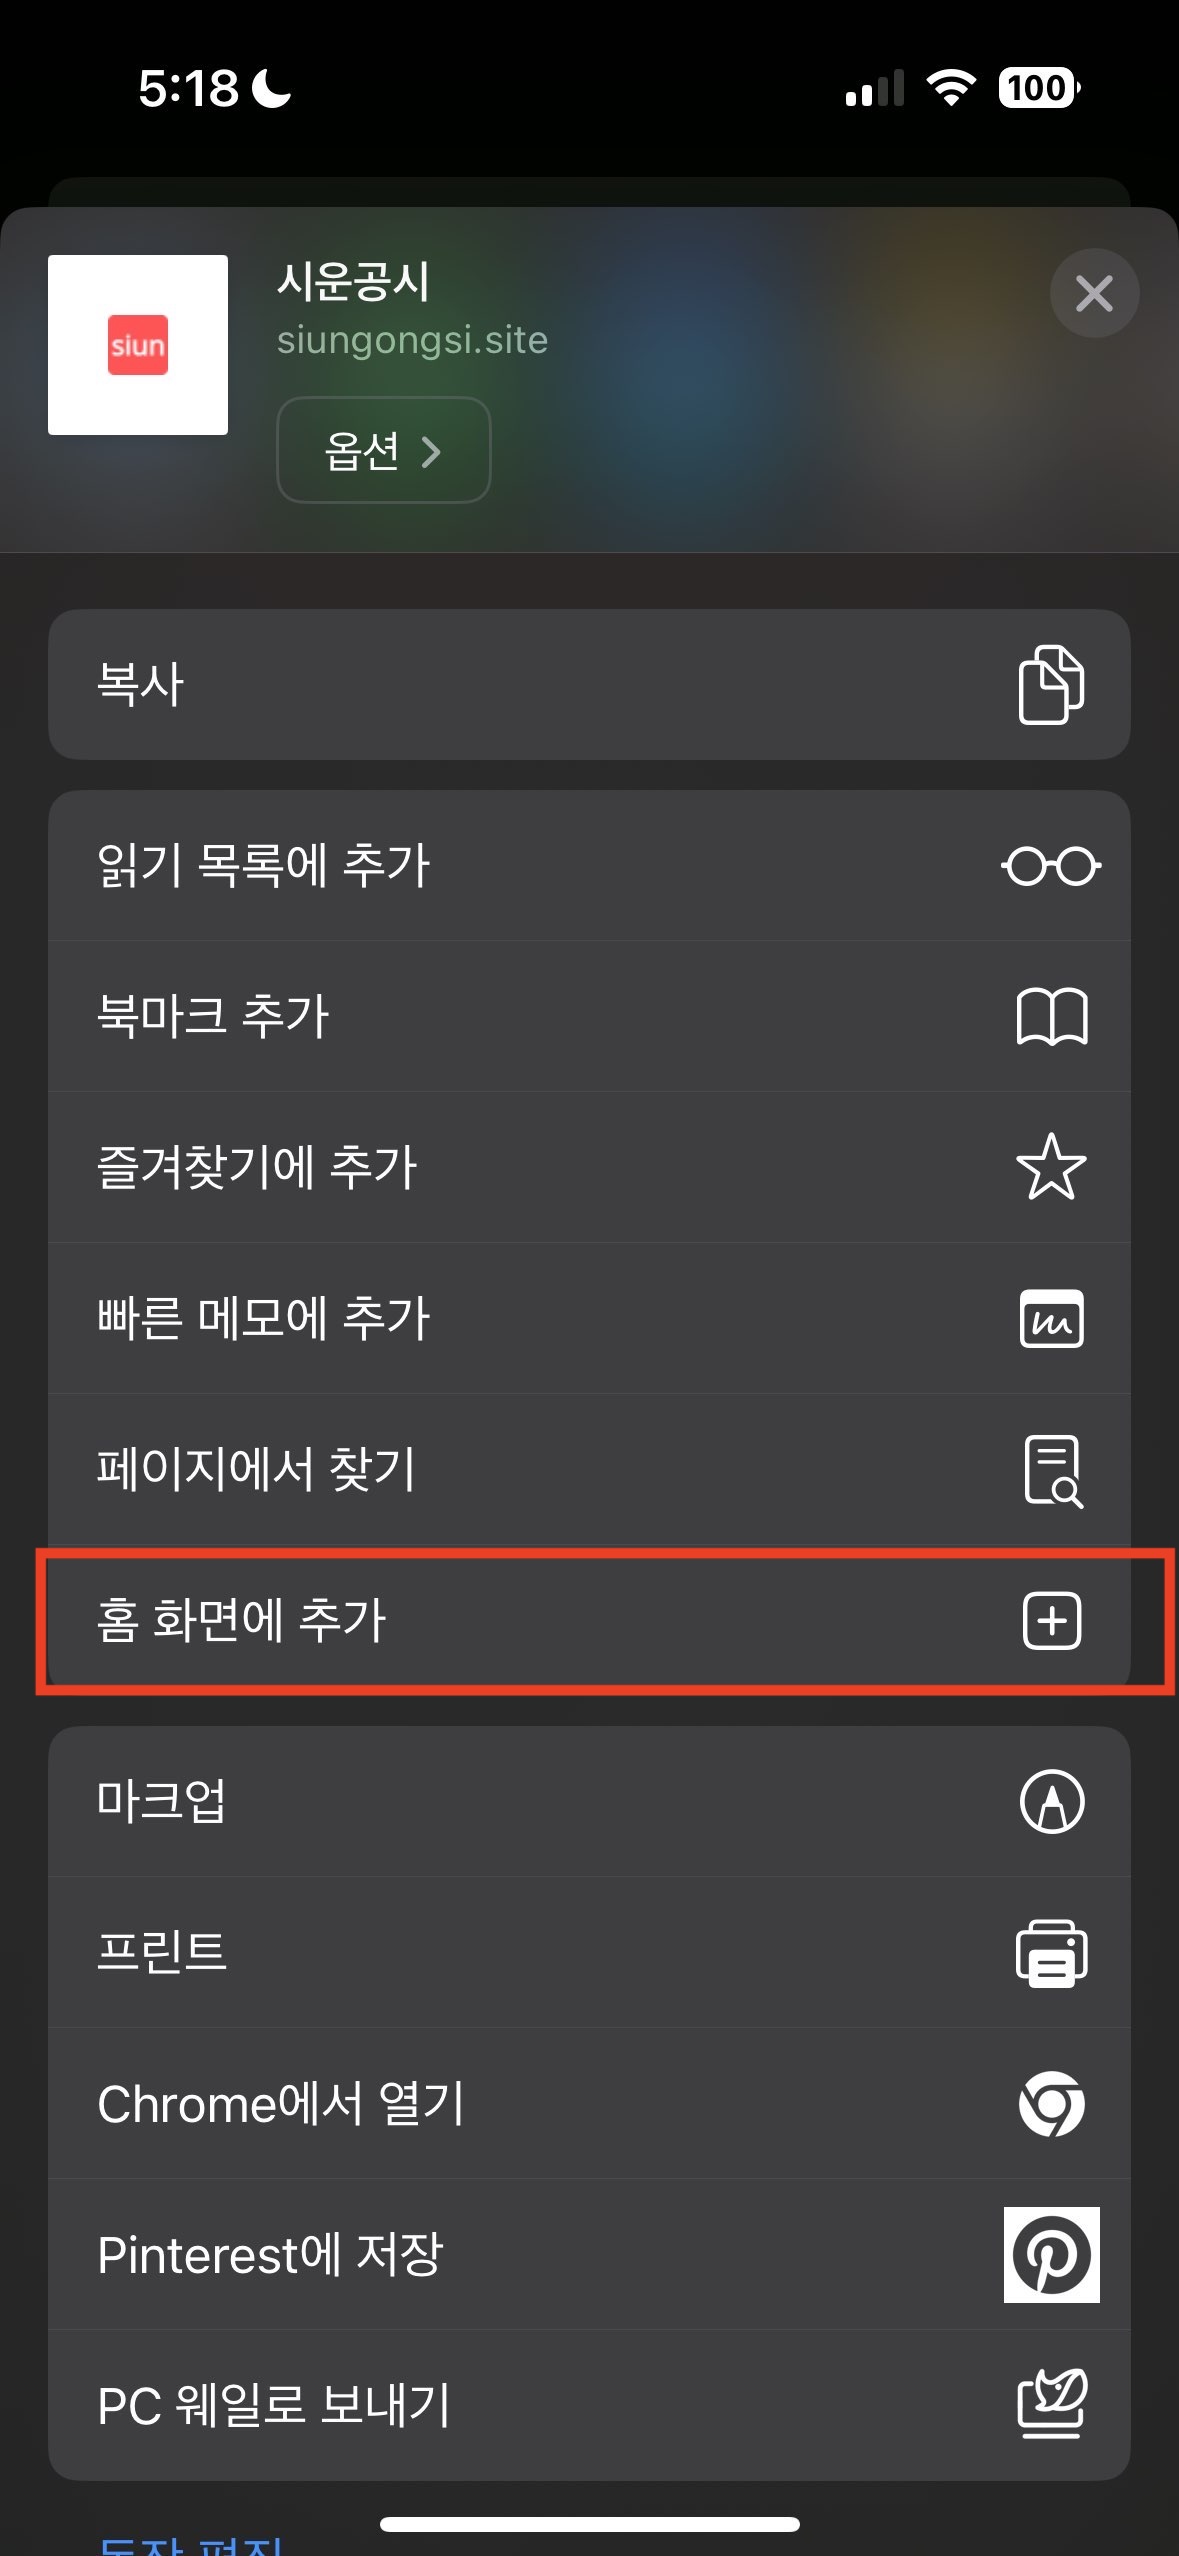 5:18
100
siun
시운공시
siungongsi.site
옵션
복사
읽기 목록에 추가
북마크 추가
즐겨찾기에 추가
빠른 메모에 추가
페이지에서 찾기
홈 화면에 추가
마크업
프린트
Chrome에서 열기
Pinterest에 저장
PC 웨일로 보내기
동작 편집